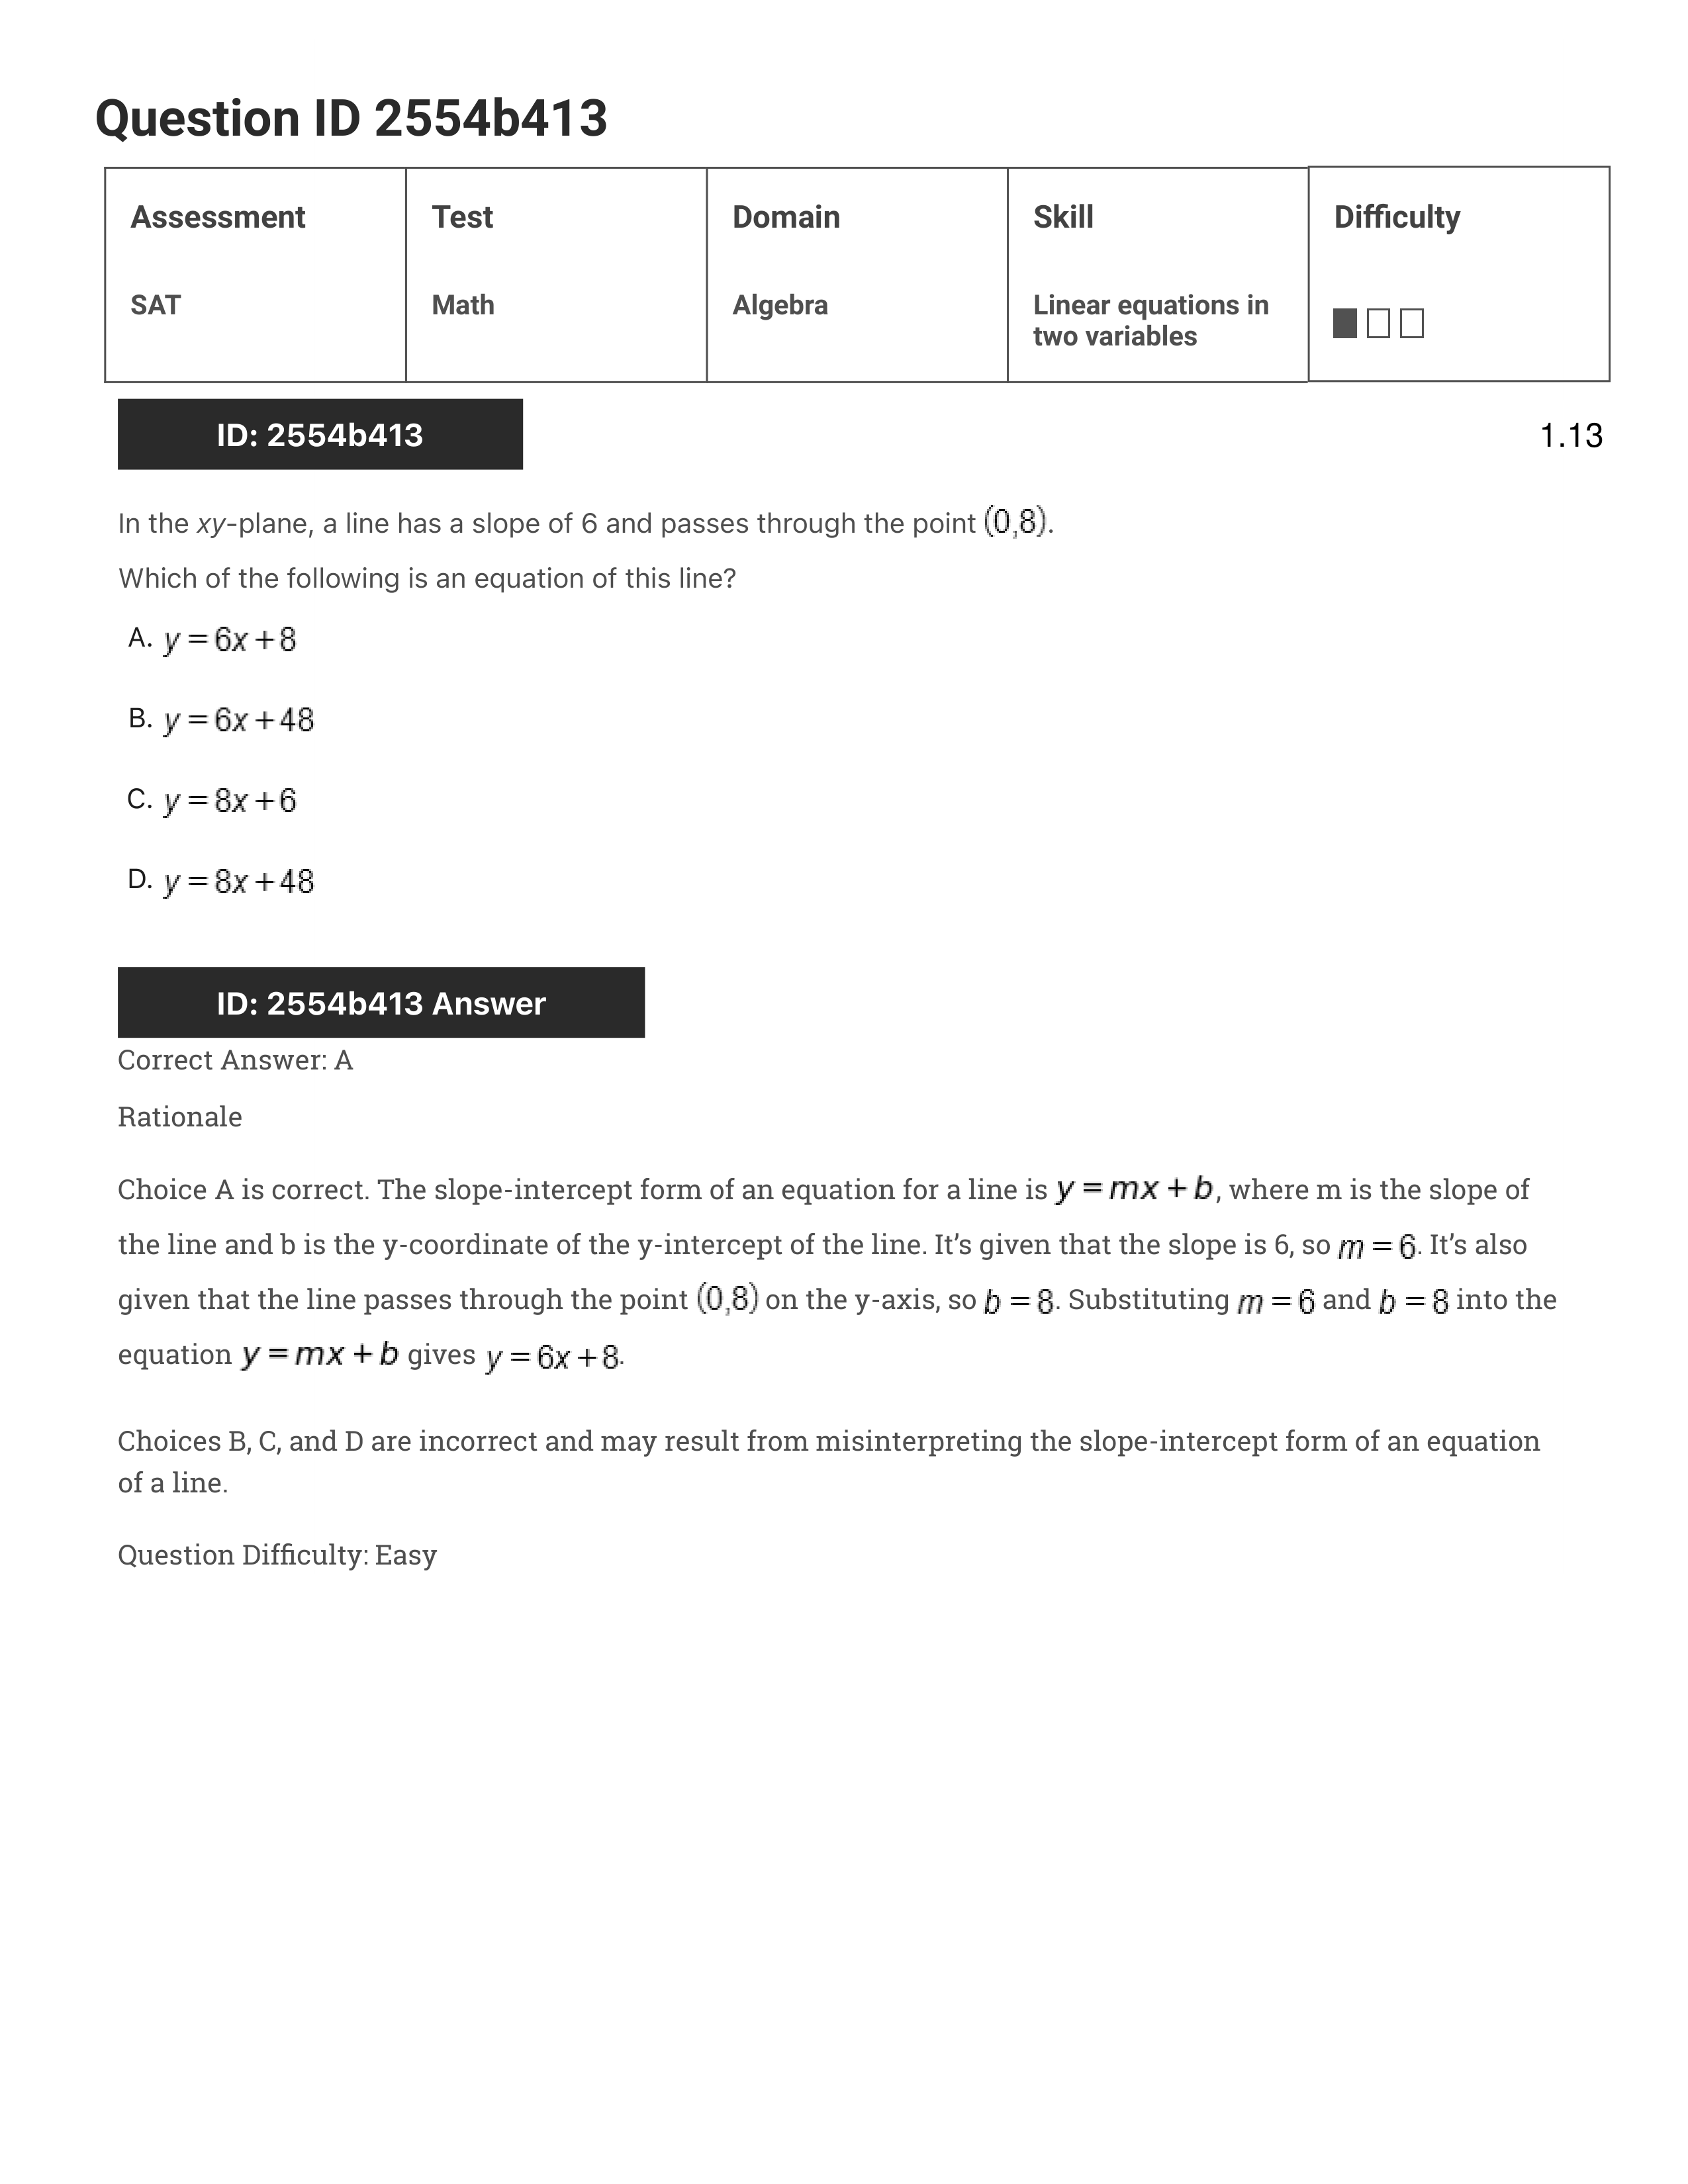 Question ID 2554b413
Assessment Test Domain Skill Difficulty
SAT Math Algebra Linear equations in
two variables
ID: 2554b413 1.13
In the xy-plane, a line has a slope of 6 and passes through the point (0,8).
Which of the following is an equation of this line?
A. y = 6x + 8
B. y = 6x + 48
C. y = 8x + 6
D. y = 8x + 48
ID: 2554b413 Answer
Correct Answer: A
Rationale
Choice A is correct. The slope-intercept form of an equation for a line is y = mx + b, where m is the slope of
the line and b is the y-coordinate of the y-intercept of the line. It’s given that the slope is 6, so m = 6. It’s also
given that the line passes through the point (0,8) on the y-axis, so b = 8. Substituting m = 6 and b = 8 into the
equation y = mx + b gives y = 6x + 8.
Choices B, C, and D are incorrect and may result from misinterpreting the slope-intercept form of an equation
of a line.
Question Difficulty: Easy